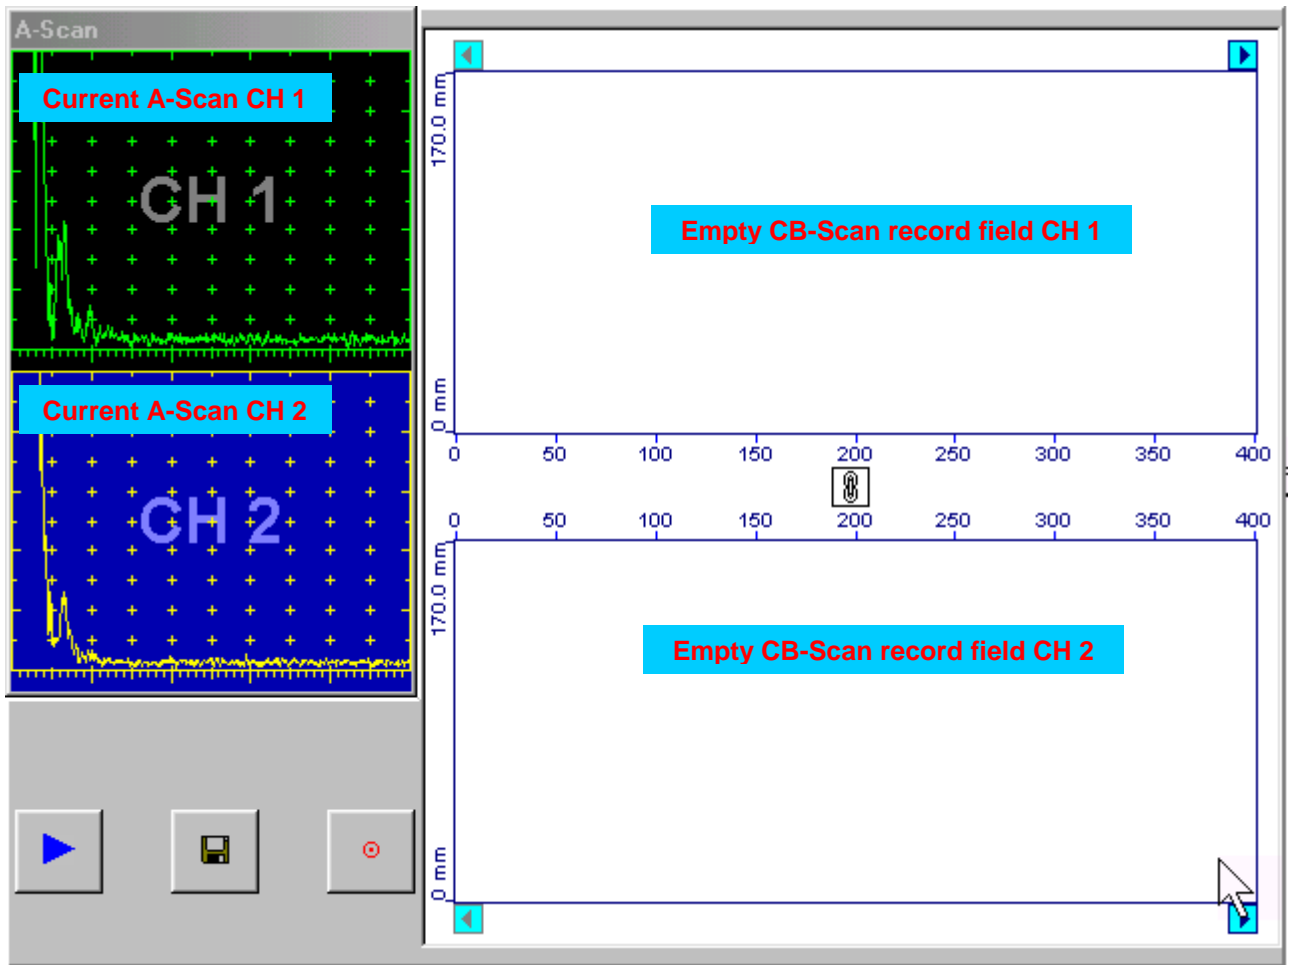 A-Scan
Current A-Scan CH 1
CH 1
Current A-Scan CH 2
CH 2
170.0 mm
Empty CB-Scan record field CH 1
0 mm
0 50 100 150 200 250 300 350 400
0 50 100 150 200 250 300 350 400
170.0 mm
Empty CB-Scan record field CH 2
0 mm